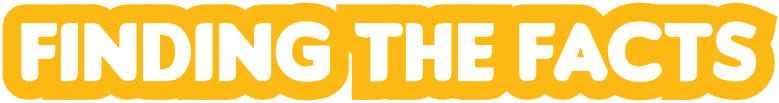 FINDING THE FACTS